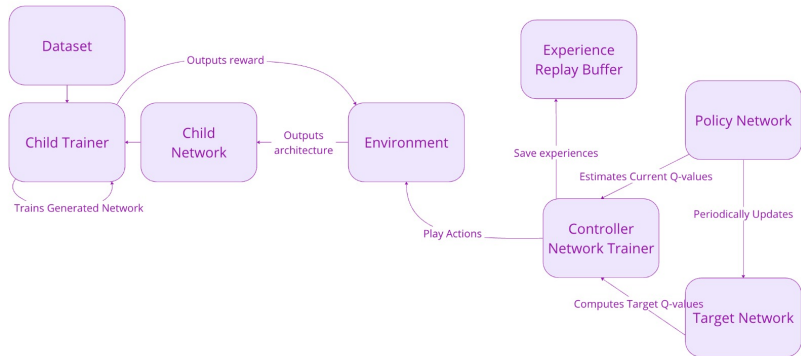 Dataset
Experience
Replay Buffer
Outputs reward
Policy Network
Child Trainer
Child
Network
Outputs
architecture
Environment
Save experiences
Estimates Current Q-values
Trains Generated Network
Periodically Updates
Play Actions
Controller
Network Trainer
Computes Target Q-values
Target Network